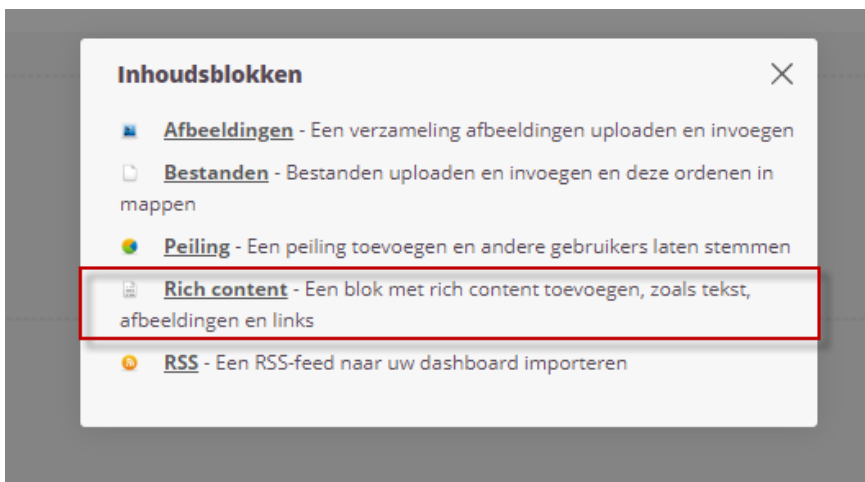 Inhoudsblokken
Afbeeldingen - Een verzameling afbeeldingen uploaden en invoegen
Bestanden - Bestanden uploaden en invoegen en deze ordenen in
mappen
Peiling - Een peiling toevoegen en andere gebruikers laten stemmen
Rich content - Een blok met rich content toevoegen, zoals tekst,
afbeeldingen en links
RSS - Een RSS-feed naar uw dashboard importeren